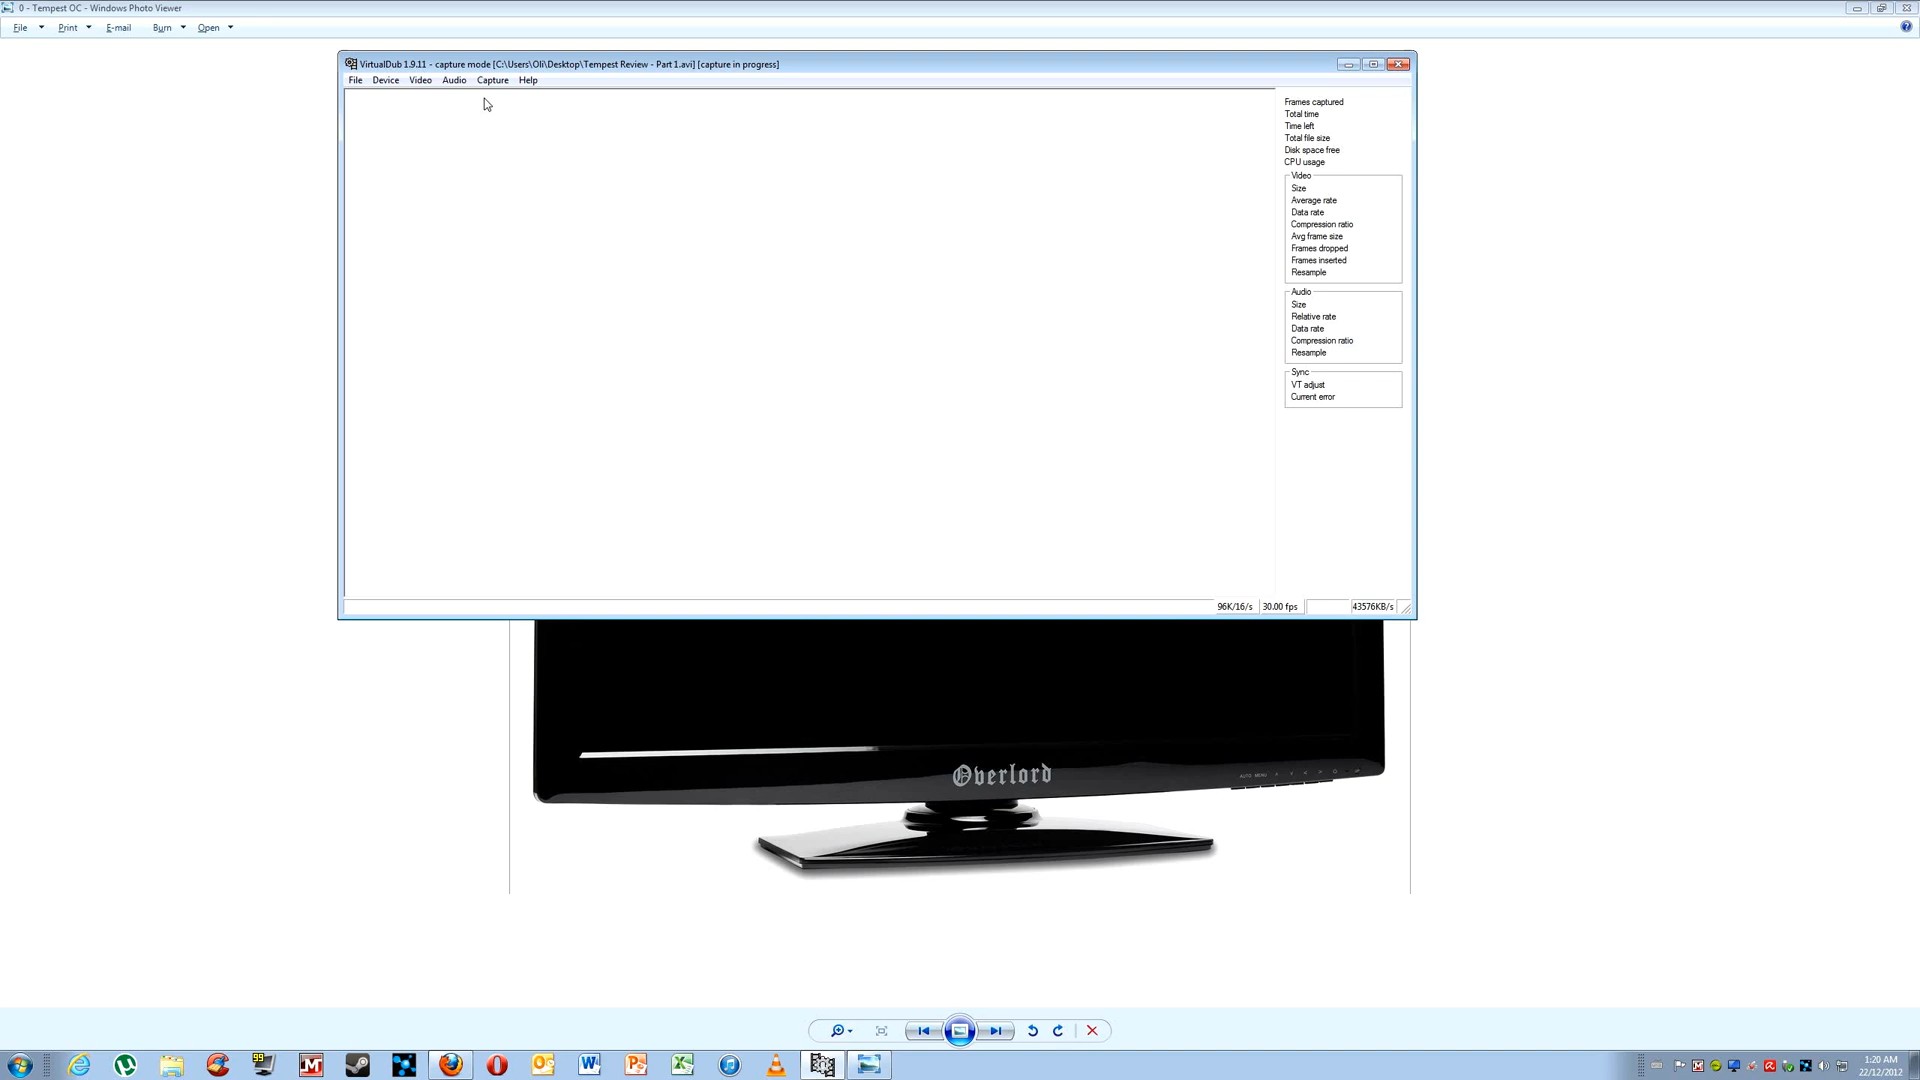 0 - Tempest OC - Windows Photo Viewer
File Print E-mail Burn Open
VirtualDub 1.9.11 - capture mode [C:\Users\Oli\Desktop\Tempest Review - Part 1.avi] [capture in progress]
File Device Video Audio Capture Help
Frames captured
Total time
Time left
Total file size
Disk space free
CPU usage
Video
Size
Average rate
Data rate
Compression ratio
Avg frame size
Frames dropped
Frames inserted
Resample
Audio
Size
Relative rate
Data rate
Compression ratio
Resample
Sync
VT adjust
Current error
96K/16/s 30.00 fps 43576KB/s
Overlord
AUTO MENU
99
1:20 AM
22/12/2012